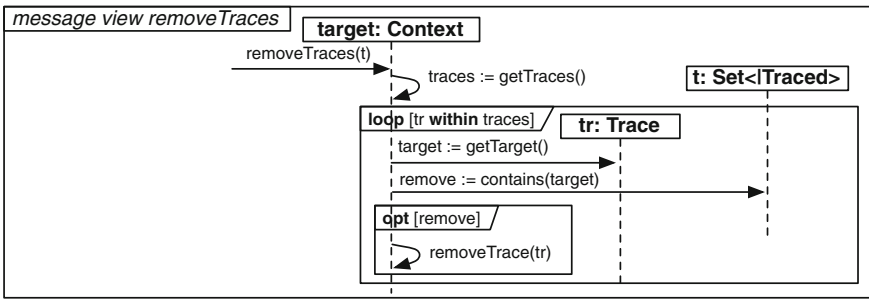 message view removeTraces
target: Context
removeTraces(t)
traces := getTraces()
t: Set<|Traced>
loop [tr within traces]
tr: Trace
target := getTarget()
remove := contains(target)
opt [remove]
removeTrace(tr)